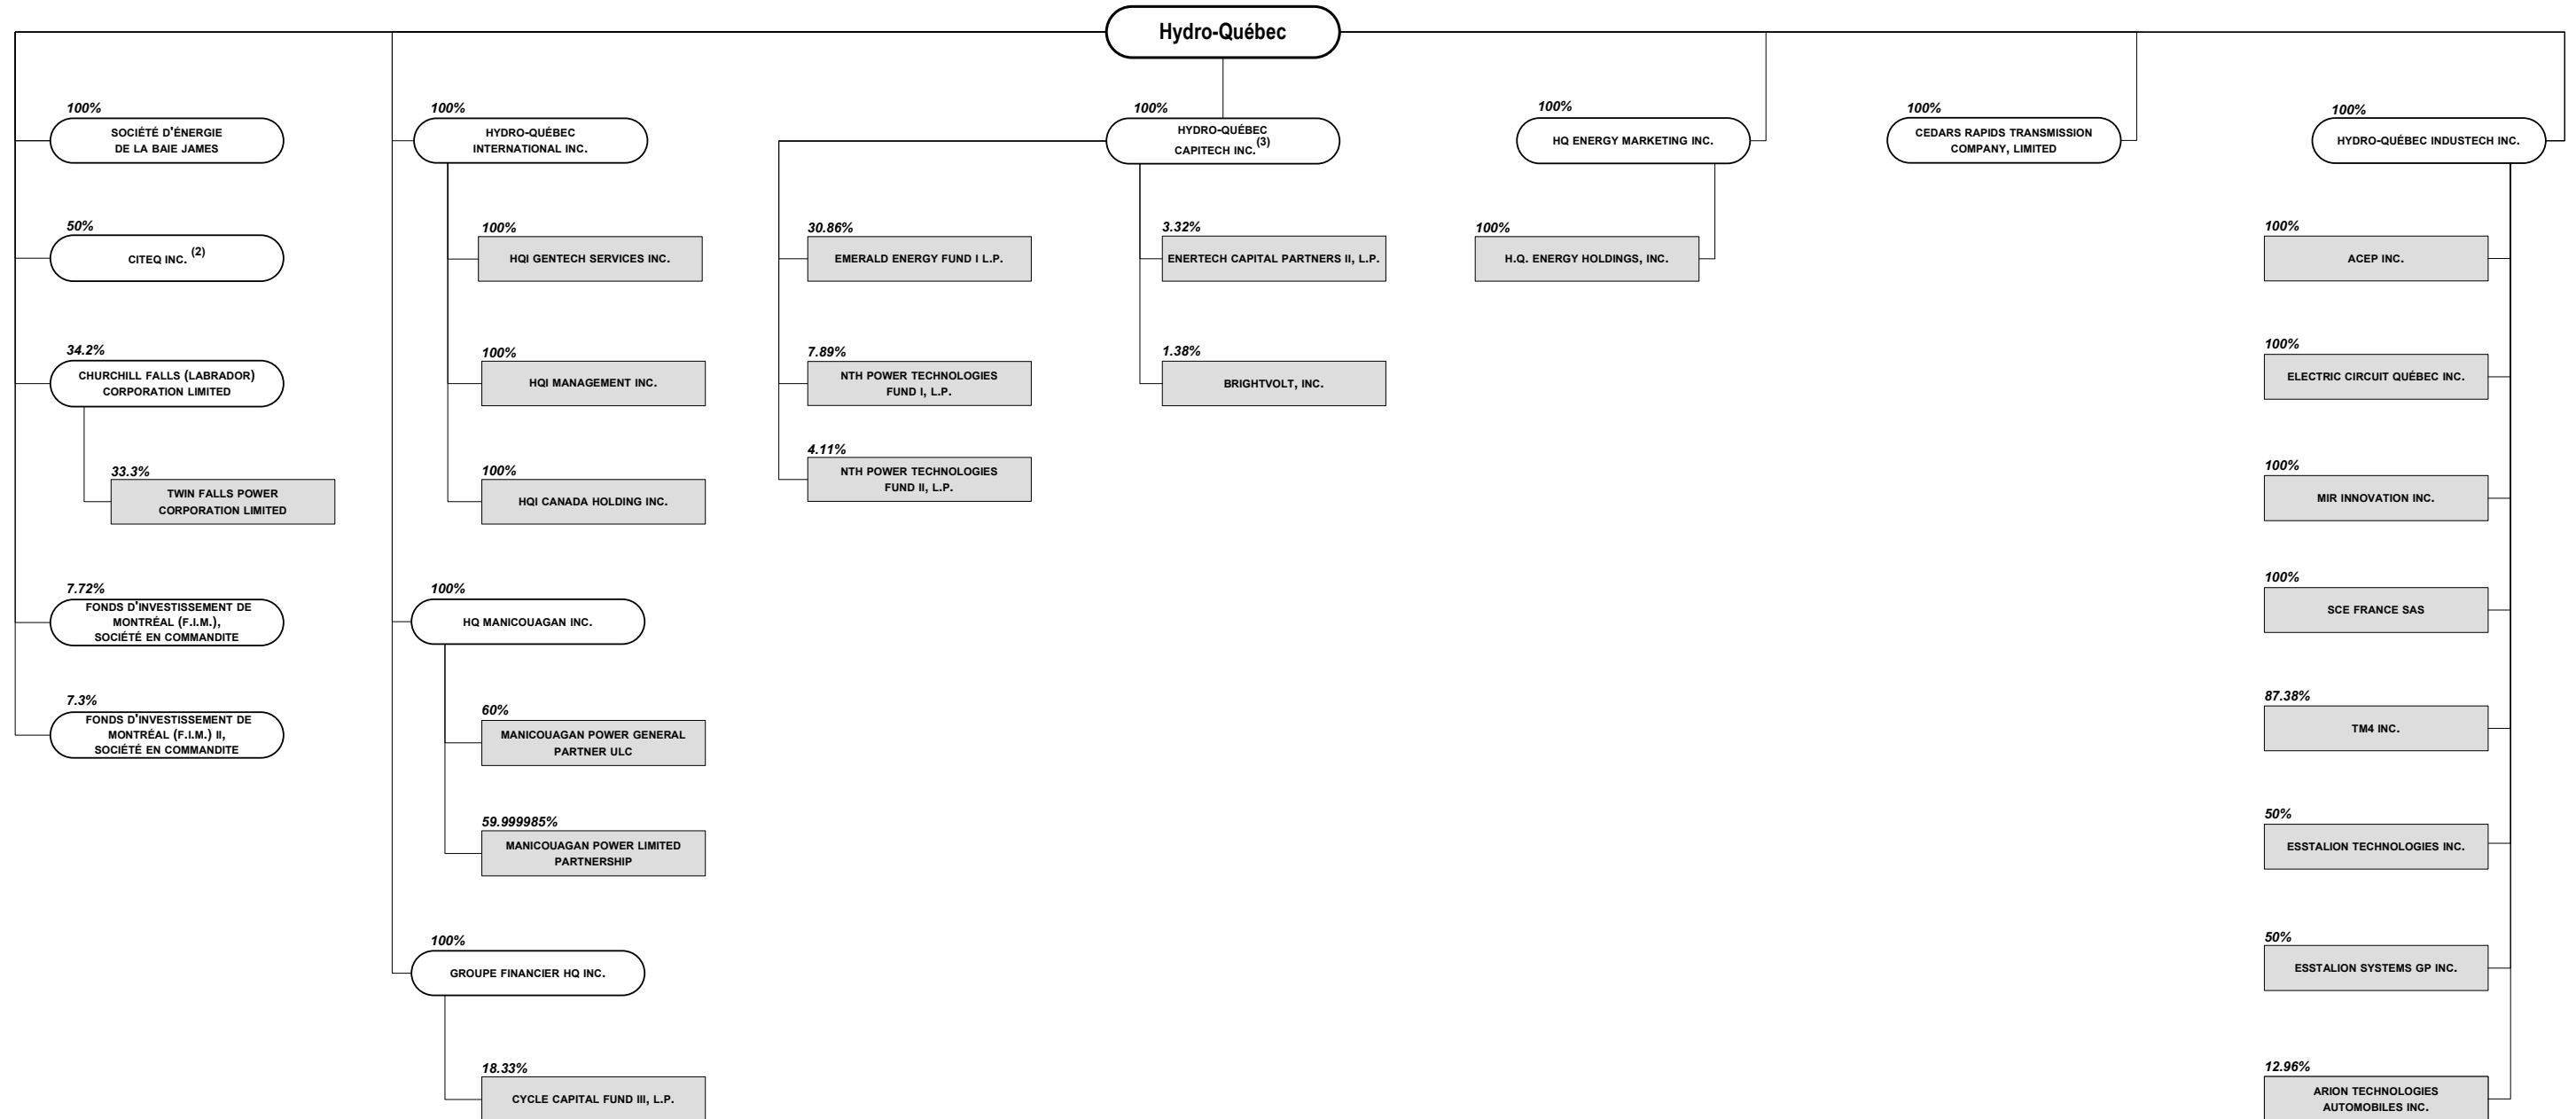 Hydro-Québec
100%
SOCIÉTÉ D'ÉNERGIE
DE LA BAIE JAMES
50%
CITEQ INC. (2)
34.2%
CHURCHILL FALLS (LABRADOR)
CORPORATION LIMITED
33.3%
TWIN FALLS POWER
CORPORATION LIMITED
7.72%
FONDS D'INVESTISSEMENT DE
MONTRÉAL (F.I.M.),
SOCIÉTÉ EN COMMANDITE
7.3%
FONDS D'INVESTISSEMENT DE
MONTRÉAL (F.I.M.) II,
SOCIÉTÉ EN COMMANDITE
100%
HYDRO-QUÉBEC
INTERNATIONAL INC.
100%
HQI GENTECH SERVICES INC.
100%
HQI MANAGEMENT INC.
100%
HQI CANADA HOLDING INC.
100%
HQ MANICOUAGAN INC.
60%
MANICOUAGAN POWER GENERAL
PARTNER ULC
59.999985%
MANICOUAGAN POWER LIMITED
PARTNERSHIP
100%
GROUPE FINANCIER HQ INC.
18.33%
CYCLE CAPITAL FUND III, L.P.
100%
HYDRO-QUÉBEC
CAPITECH INC. (3)
30.86%
EMERALD ENERGY FUND I L.P.
7.89%
NTH POWER TECHNOLOGIES
FUND I, L.P.
4.11%
NTH POWER TECHNOLOGIES
FUND II, L.P.
3.32%
ENERTECH CAPITAL PARTNERS II, L.P.
1.38%
BRIGHTVOLT, INC.
100%
HQ ENERGY MARKETING INC.
100%
H.Q. ENERGY HOLDINGS, INC.
100%
CEDARS RAPIDS TRANSMISSION
COMPANY, LIMITED
100%
HYDRO-QUÉBEC INDUSTECH INC.
100%
ACEP INC.
100%
ELECTRIC CIRCUIT QUÉBEC INC.
100%
MIR INNOVATION INC.
100%
SCE FRANCE SAS
87.38%
TM4 INC.
50%
ESSTALION TECHNOLOGIES INC.
50%
ESSTALION SYSTEMS GP INC.
12.96%
ARION TECHNOLOGIES
AUTOMOBILES INC.